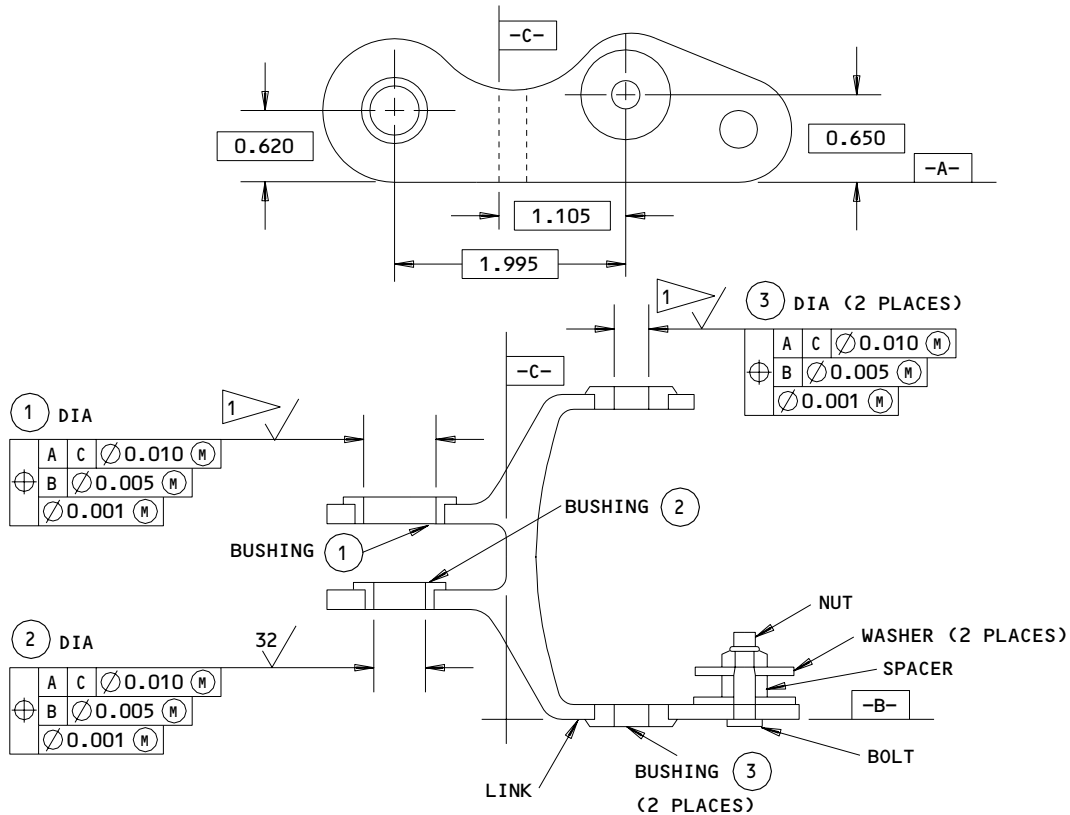 -C-
0.620
0.650
-A-
1.105
1.995
1
3 DIA (2 PLACES)
A C ⌀0.010 Ⓜ
B ⌀0.005 Ⓜ
⌀0.001 Ⓜ
-C-
1 DIA
1
A C ⌀0.010 Ⓜ
B ⌀0.005 Ⓜ
⌀0.001 Ⓜ
BUSHING 2
BUSHING 1
2 DIA
32
A C ⌀0.010 Ⓜ
B ⌀0.005 Ⓜ
⌀0.001 Ⓜ
NUT
WASHER (2 PLACES)
SPACER
-B-
BOLT
LINK
BUSHING 3
(2 PLACES)